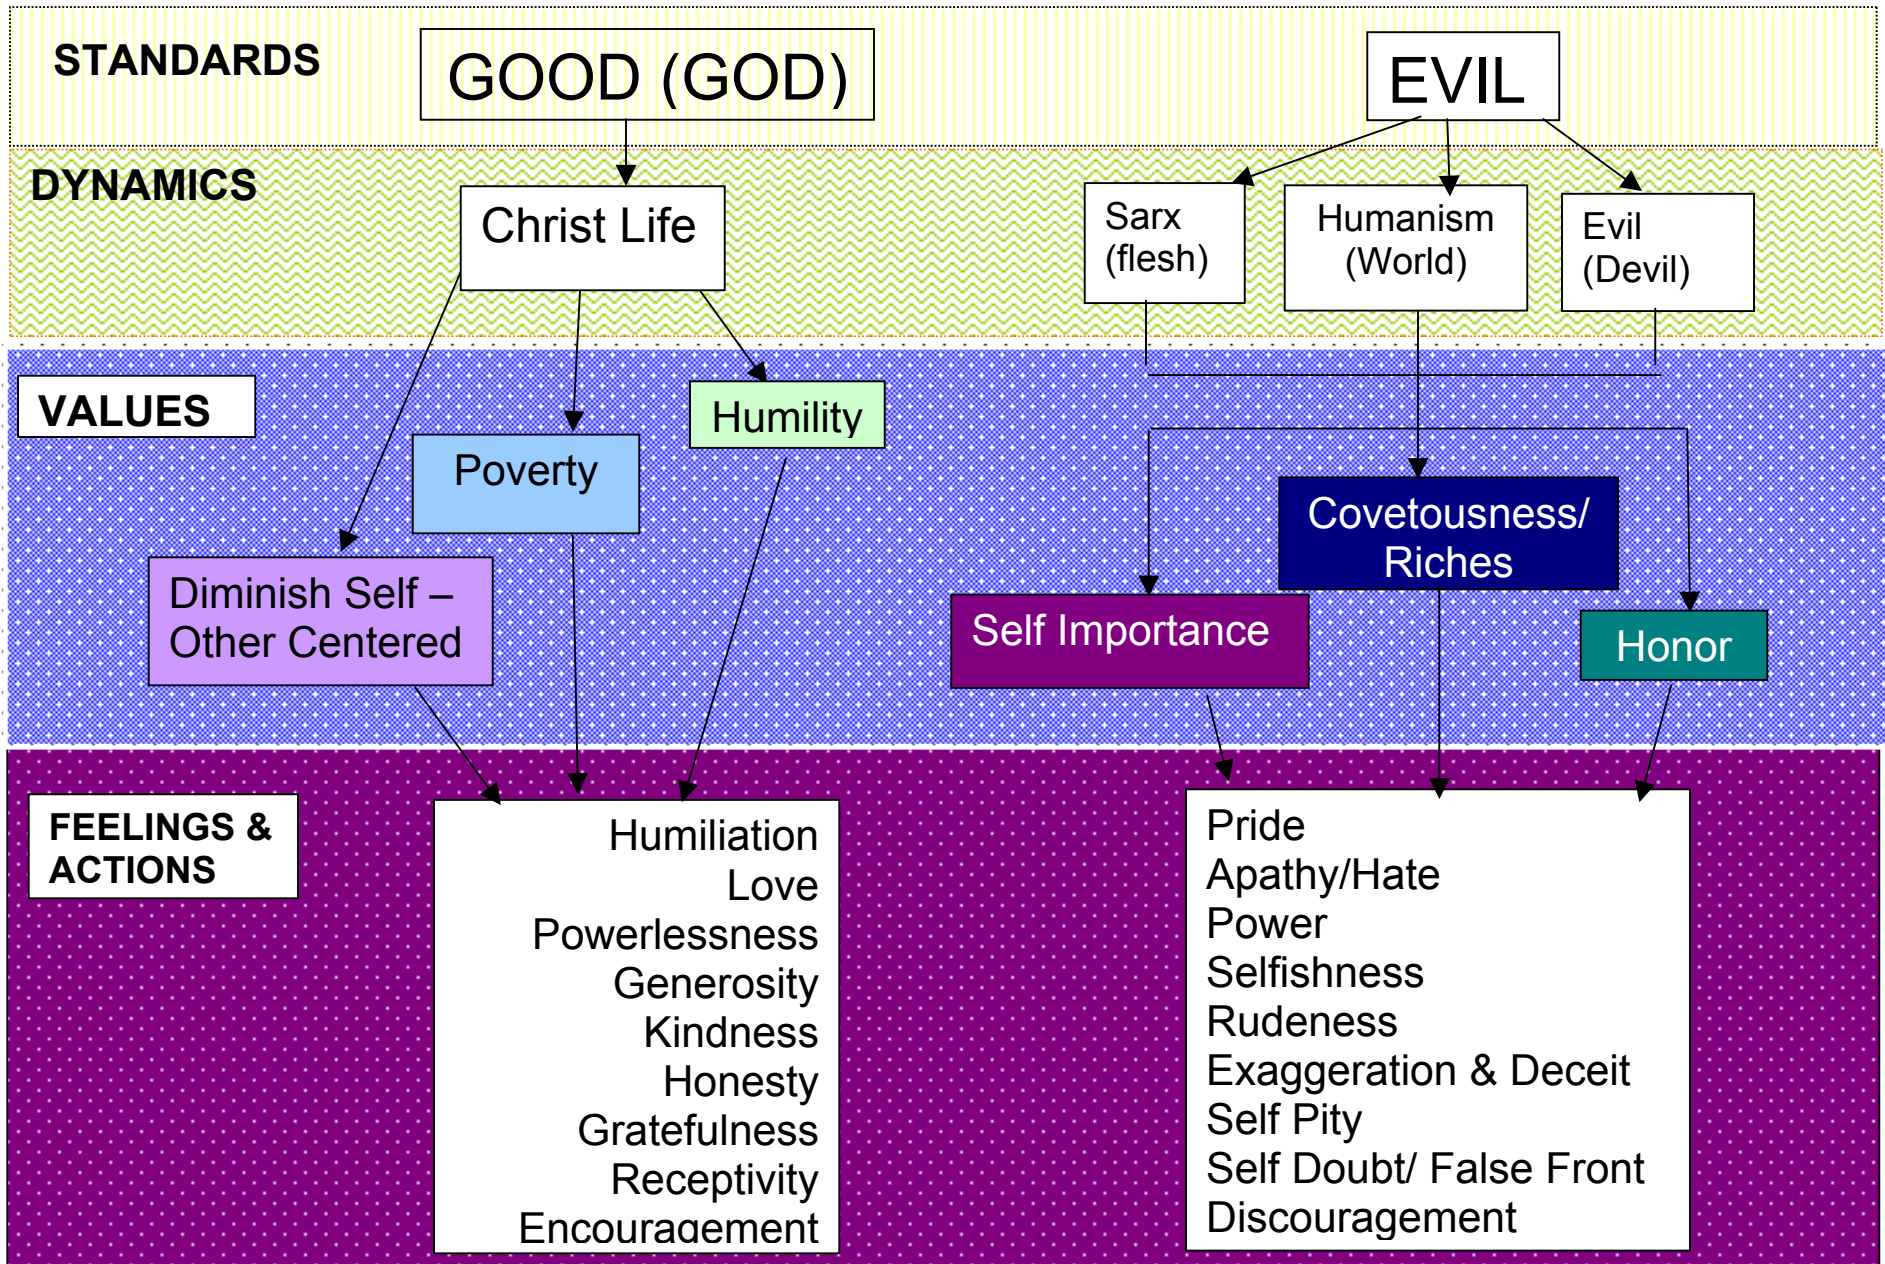 STANDARDS
GOOD (GOD)
EVIL
DYNAMICS
Christ Life
Sarx
(flesh)
Humanism
(World)
Evil
(Devil)
VALUES
Humility
Poverty
Diminish Self –
Other Centered
Covetousness/
Riches
Self Importance
Honor
FEELINGS &
ACTIONS
Humiliation
Love
Powerlessness
Generosity
Kindness
Honesty
Gratefulness
Receptivity
Encouragement
Pride
Apathy/Hate
Power
Selfishness
Rudeness
Exaggeration & Deceit
Self Pity
Self Doubt/ False Front
Discouragement